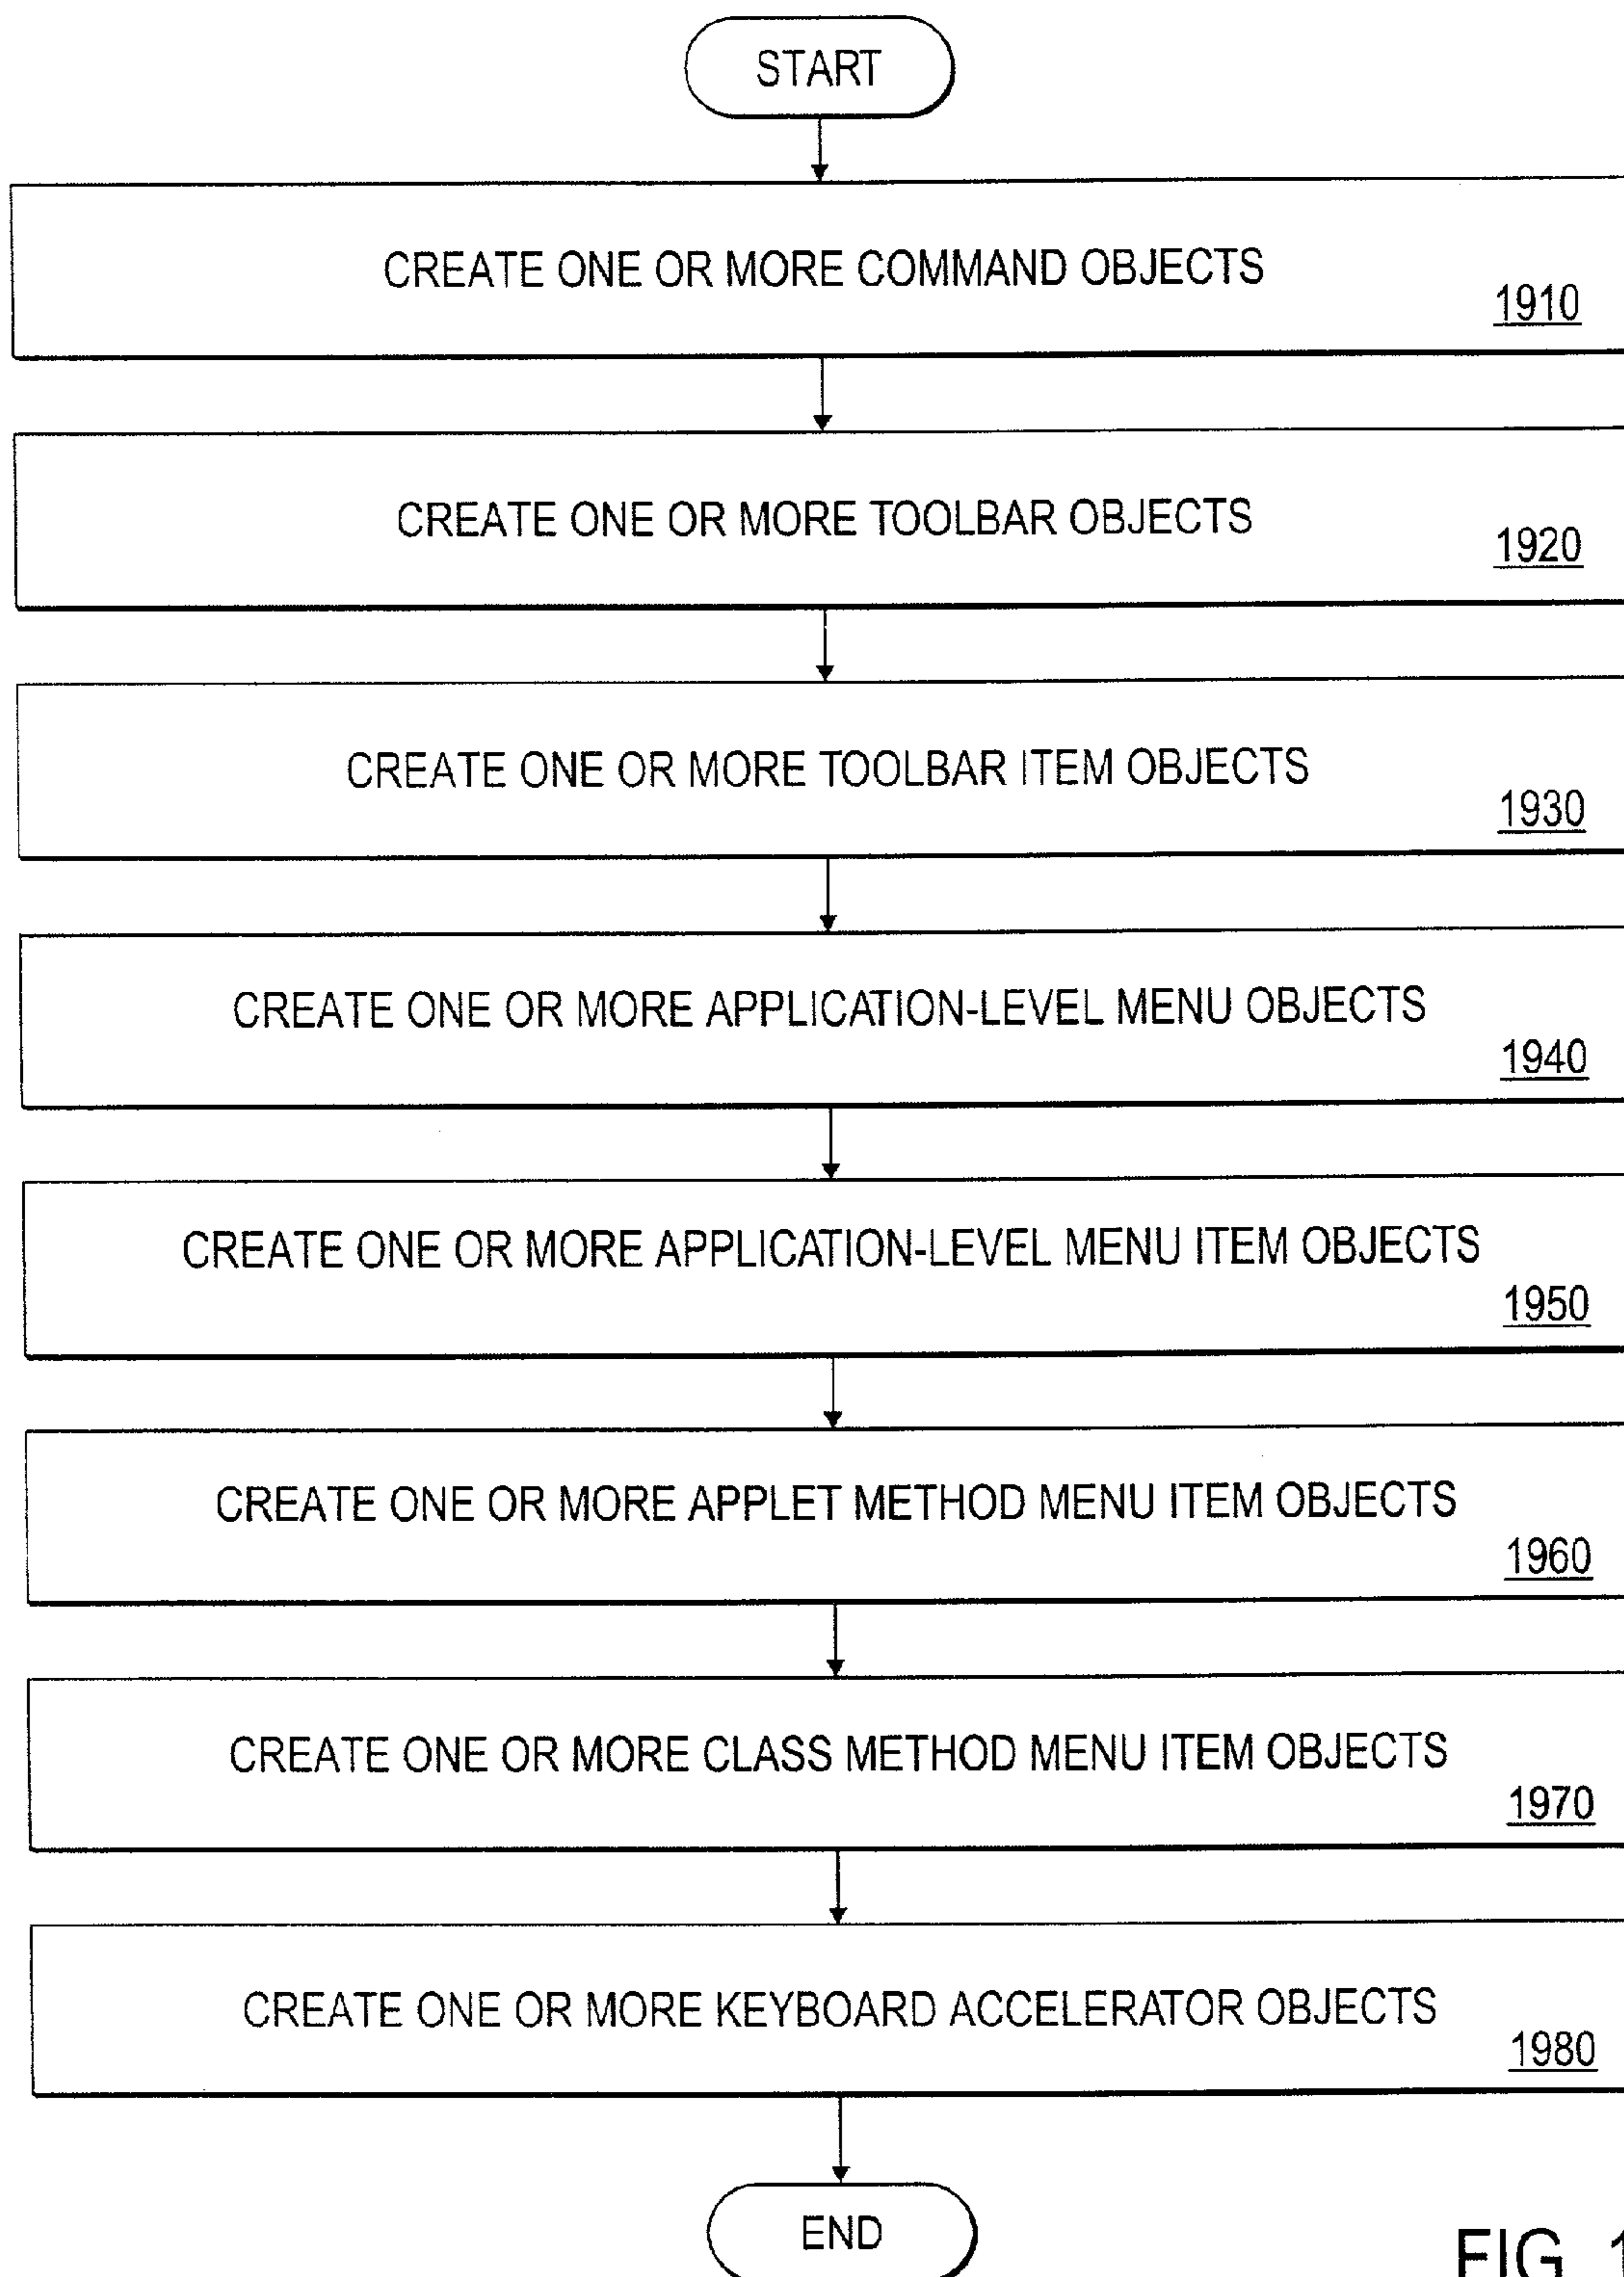 START
CREATE ONE OR MORE COMMAND OBJECTS
1910
CREATE ONE OR MORE TOOLBAR OBJECTS
1920
CREATE ONE OR MORE TOOLBAR ITEM OBJECTS
1930
CREATE ONE OR MORE APPLICATION-LEVEL MENU OBJECTS
1940
CREATE ONE OR MORE APPLICATION-LEVEL MENU ITEM OBJECTS
1950
CREATE ONE OR MORE APPLET METHOD MENU ITEM OBJECTS
1960
CREATE ONE OR MORE CLASS METHOD MENU ITEM OBJECTS
1970
CREATE ONE OR MORE KEYBOARD ACCELERATOR OBJECTS
1980
END
FIG. 1